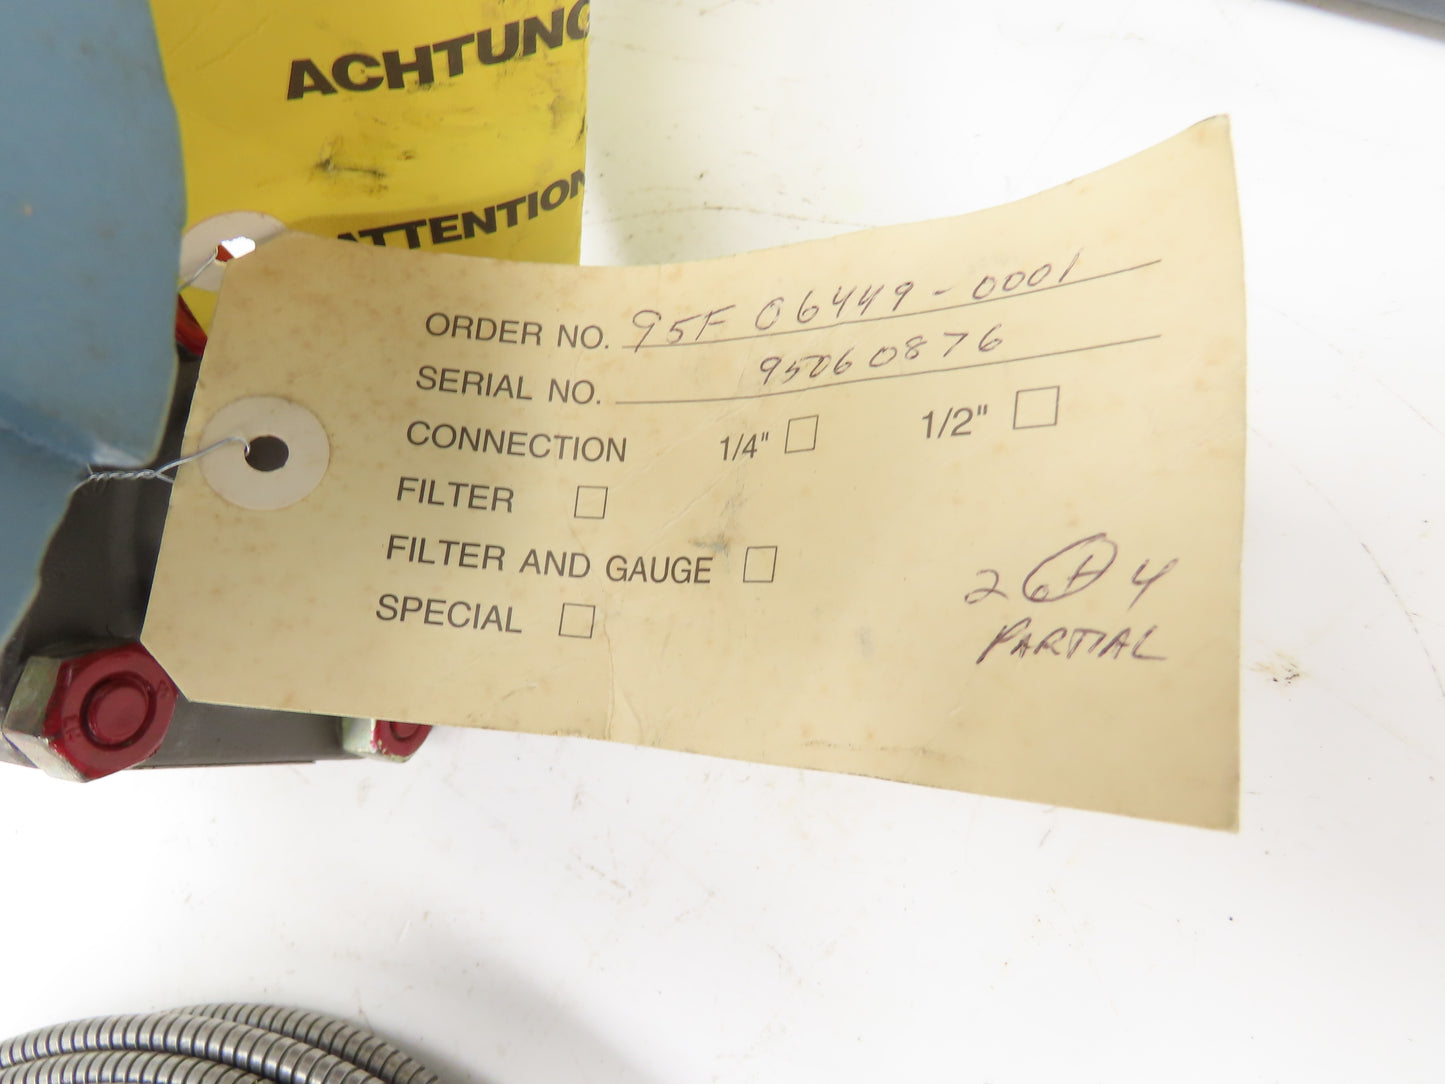 ACHTUNG
ATTENTION
ORDER NO. 95F 06449-0001
SERIAL NO. 95060876
CONNECTION 1/4" 1/2"
FILTER
FILTER AND GAUGE
SPECIAL
2 4
PARTIAL